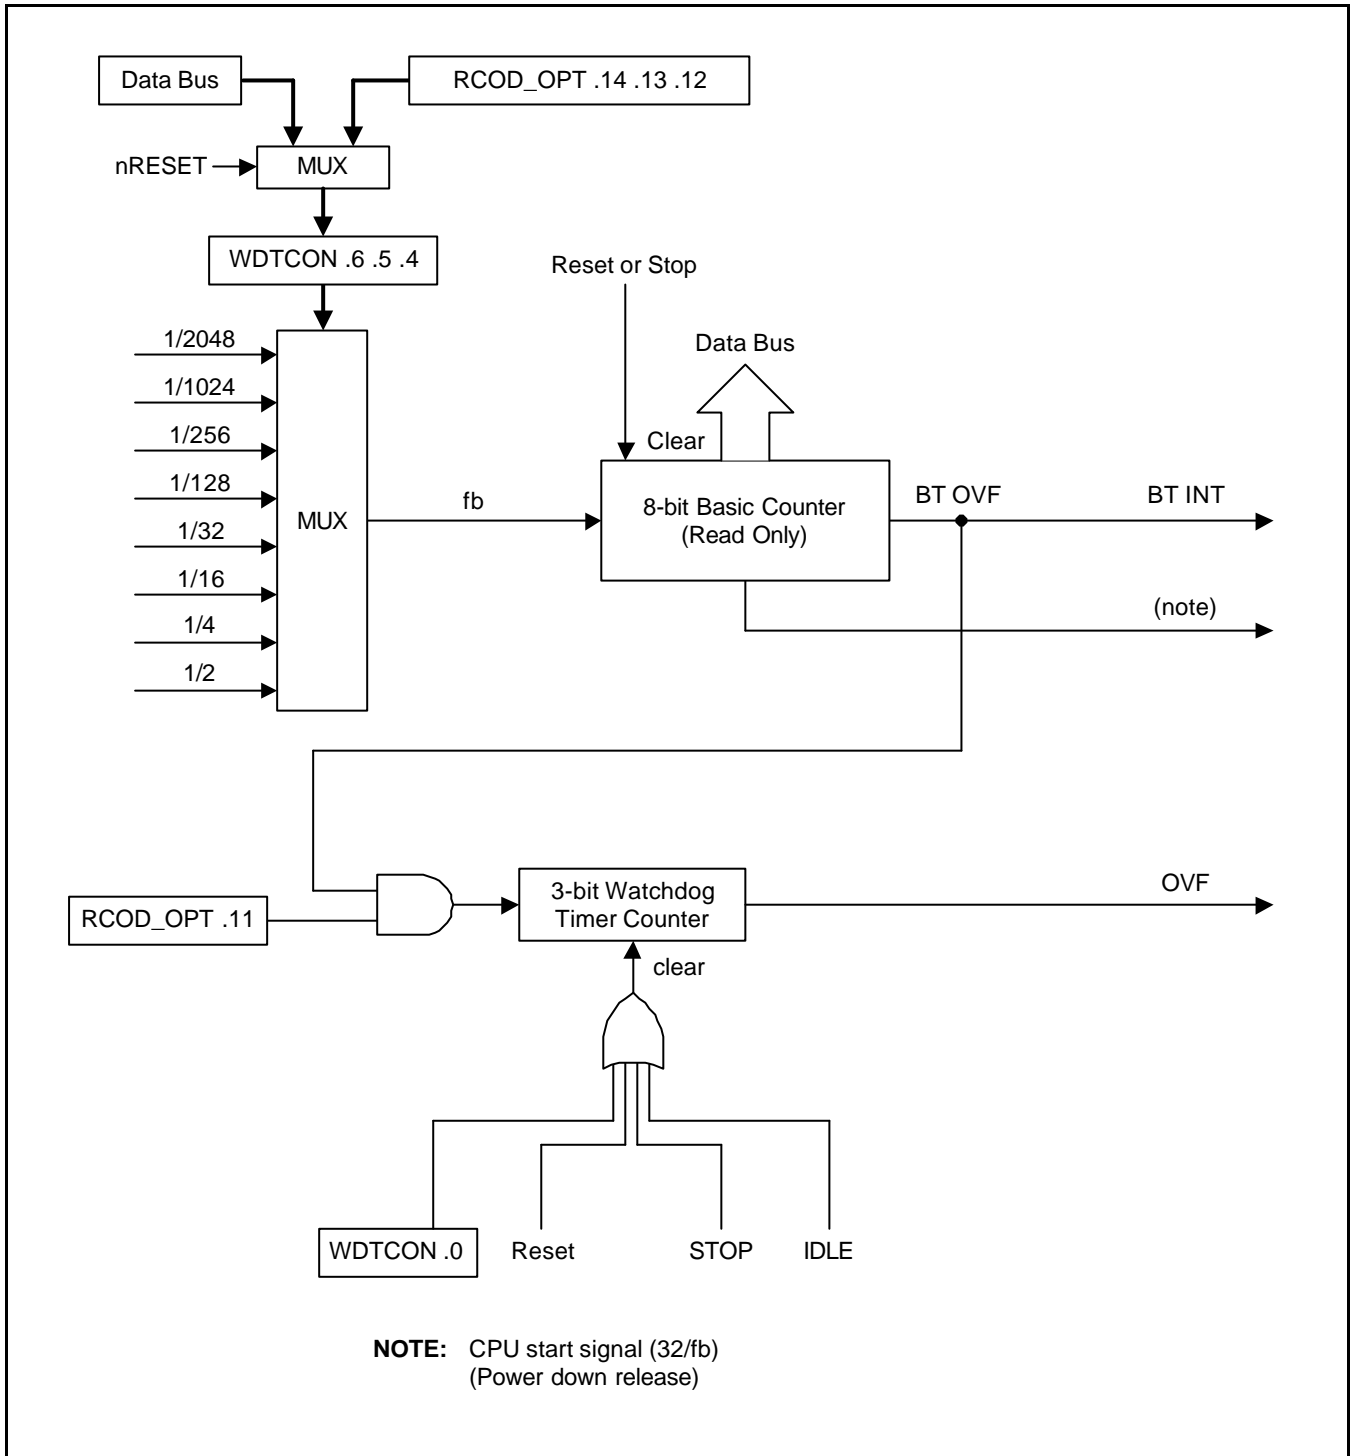 Data Bus
RCOD_OPT .14 .13 .12
nRESET
MUX
WDTCON .6 .5 .4
Reset or Stop
Data Bus
1/2048
1/1024
1/256
1/128
1/32
1/16
1/4
1/2
MUX
fb
Clear
8-bit Basic Counter
(Read Only)
BT OVF
BT INT
(note)
RCOD_OPT .11
3-bit Watchdog
Timer Counter
OVF
clear
WDTCON .0
Reset
STOP
IDLE
NOTE: CPU start signal (32/fb)
(Power down release)